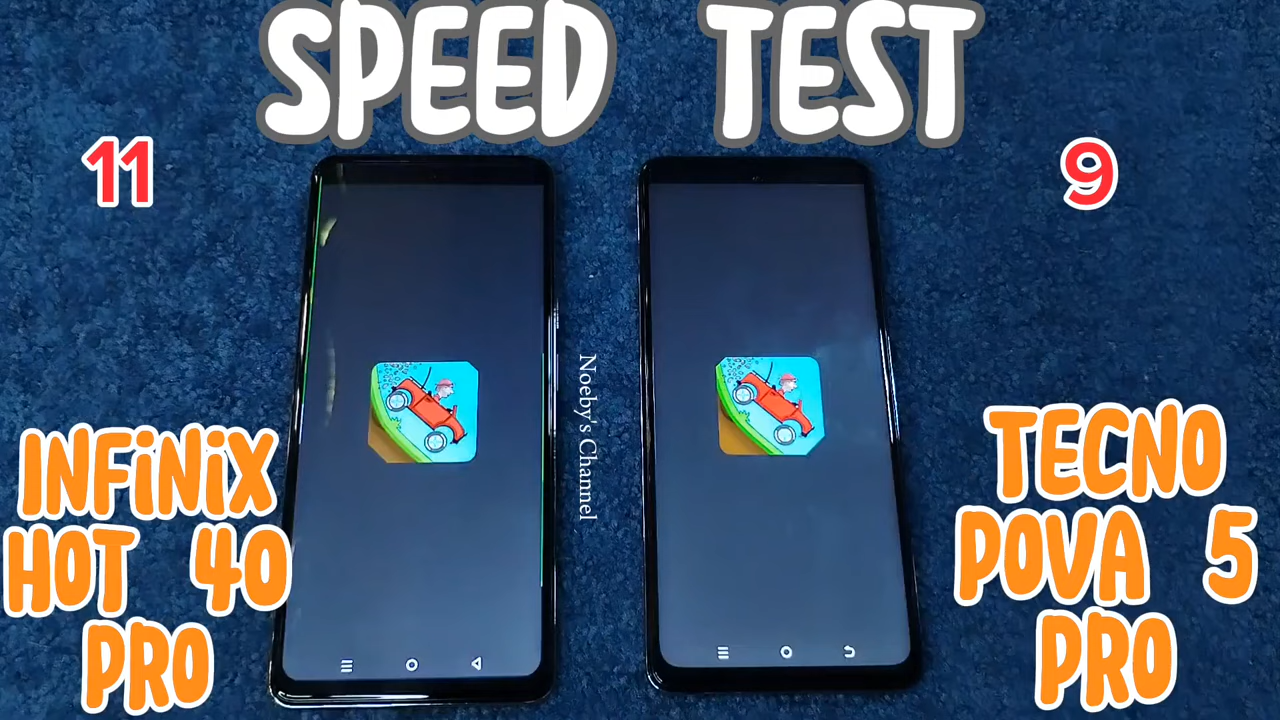 SPEED TEST
11
9
Noeby's Channel
INFiNiX
HOT 40
PRO
TECNO
POVA 5
PRO